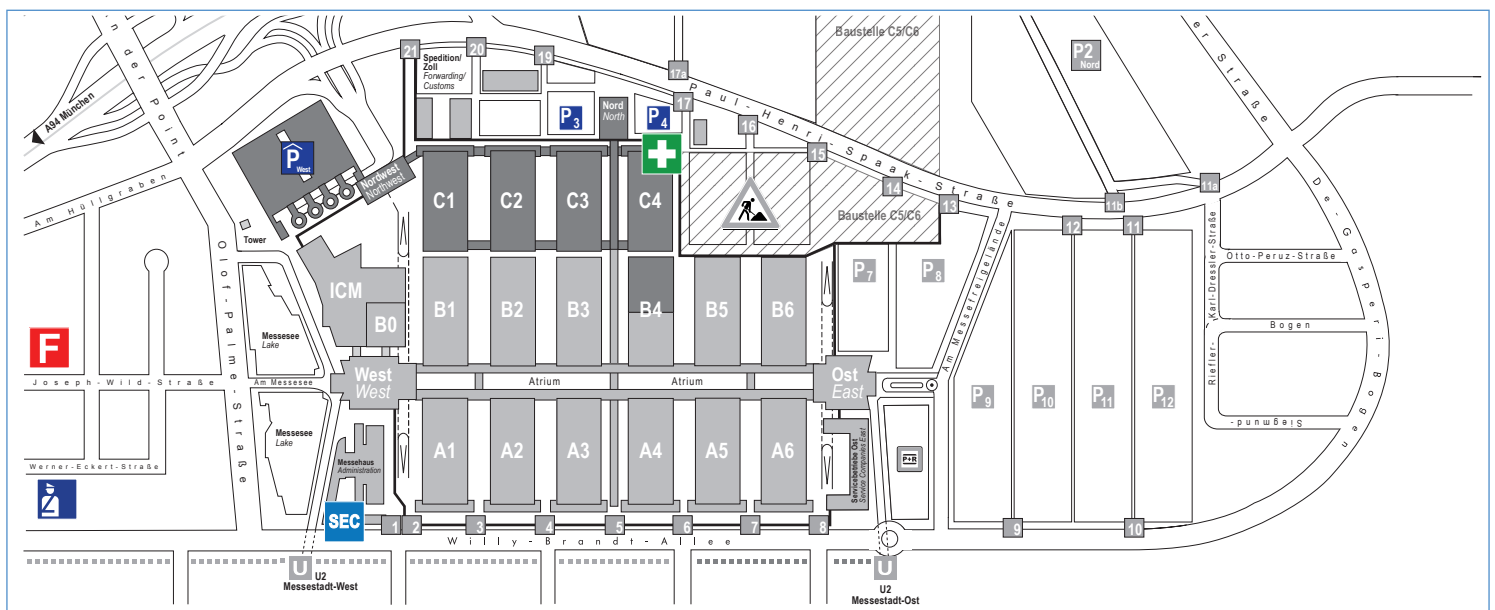 Baustelle C5/C6
P2
Nord
21
20
19
17a
Spedition/
Zoll
Forwarding/
Customs
A94 München
An der Point
Paul-Henri-Spaak-Straße
er Straße
P3
Nord
North
P4
17
16
15
14
13
11a
11b
12
11
P
West
Nordwest
Northwest
Am Hüllgraben
Tower
C1
C2
C3
C4
Baustelle C5/C6
De-Gasperi-Bogen
Karl-Dressler-Straße
Otto-Peruz-Straße
Am Messefreigelände
Olof-Palme-Straße
ICM
B0
B1
B2
B3
B4
B5
B6
P7
P8
Messesee
Lake
Bogen
Riefler-
F
Joseph-Wild-Straße
Am Messesee
West
West
Atrium
Atrium
Ost
East
P9
P10
P11
P12
Messesee
Lake
Siegmund-
A1
A2
A3
A4
A5
A6
Messehaus
Administration
Servicebetriebe Ost
Service Companies East
P+R
Werner-Eckert-Straße
SEC
1
2
3
4
5
6
7
8
9
10
Willy-Brandt-Allee
U
U2
Messestadt-West
U
U2
Messestadt-Ost